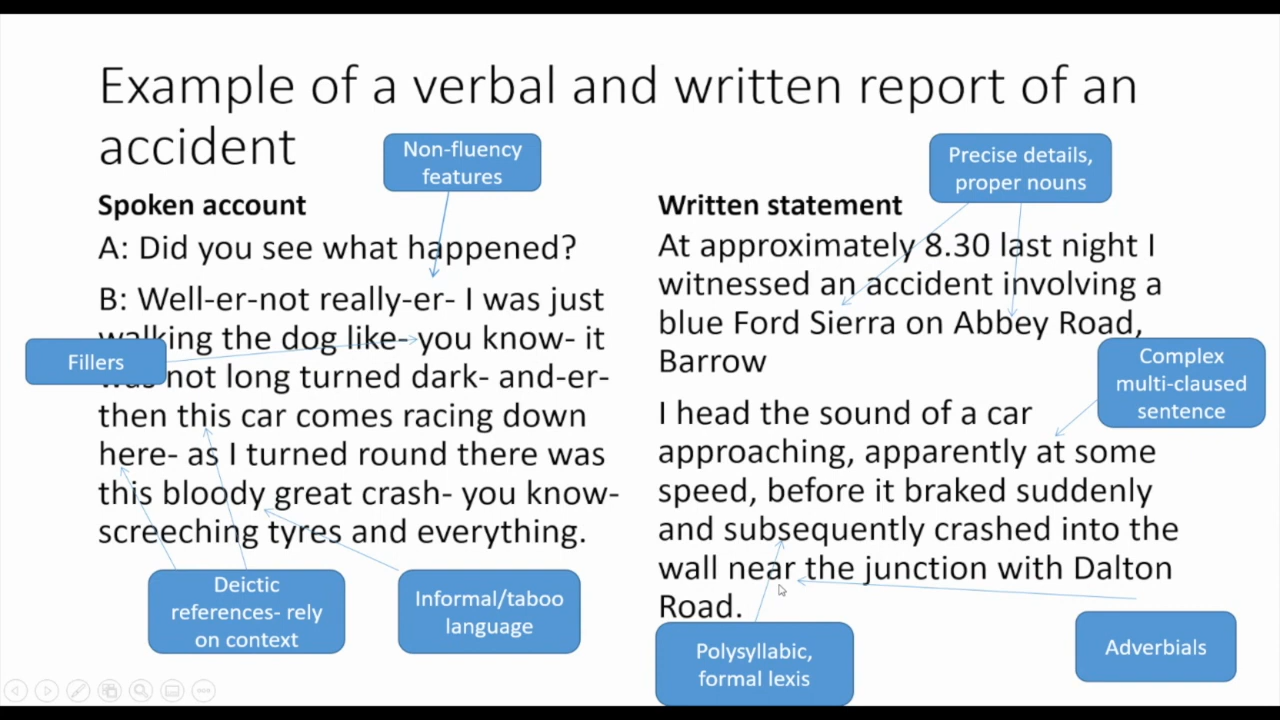 Example of a verbal and written report of an
accident
Non-fluency
features
Precise details,
proper nouns
Spoken account
A: Did you see what happened?
B: Well-er-not really-er- I was just
walking the dog like- you know- it
was not long turned dark- and-er-
then this car comes racing down
here- as I turned round there was
this bloody great crash- you know-
screeching tyres and everything.
Fillers
Deictic
references- rely
on context
Informal/taboo
language
Written statement
At approximately 8.30 last night I
witnessed an accident involving a
blue Ford Sierra on Abbey Road,
Barrow
I head the sound of a car
approaching, apparently at some
speed, before it braked suddenly
and subsequently crashed into the
wall near the junction with Dalton
Road.
Complex
multi-claused
sentence
Polysyllabic,
formal lexis
Adverbials